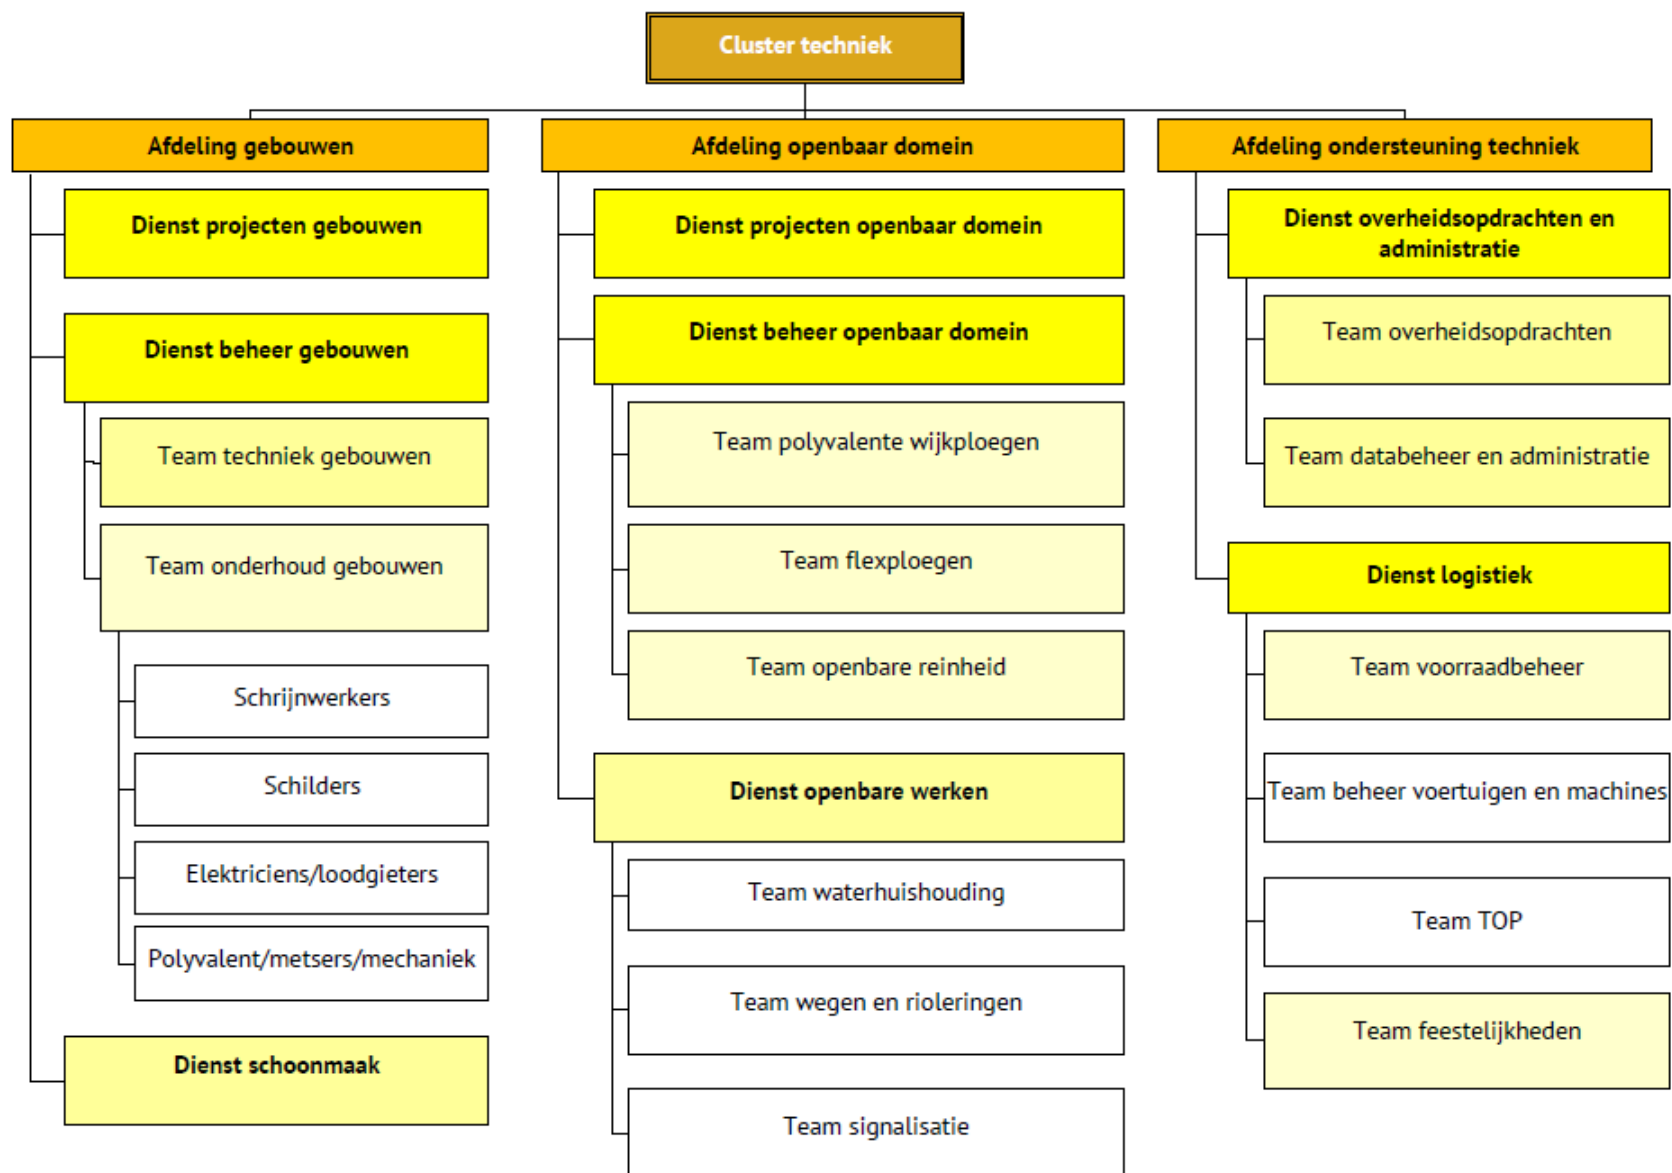 Cluster techniek
Afdeling gebouwen
Dienst projecten gebouwen
Dienst beheer gebouwen
Team techniek gebouwen
Team onderhoud gebouwen
Schrijnwerkers
Schilders
Elektriciens/loodgieters
Polyvalent/metsers/mechaniek
Dienst schoonmaak
Afdeling openbaar domein
Dienst projecten openbaar domein
Dienst beheer openbaar domein
Team polyvalente wijkploegen
Team flexploegen
Team openbare reinheid
Dienst openbare werken
Team waterhuishouding
Team wegen en rioleringen
Team signalisatie
Afdeling ondersteuning techniek
Dienst overheidsopdrachten en
administratie
Team overheidsopdrachten
Team databeheer en administratie
Dienst logistiek
Team voorraadbeheer
Team beheer voertuigen en machines
Team TOP
Team feestelijkheden